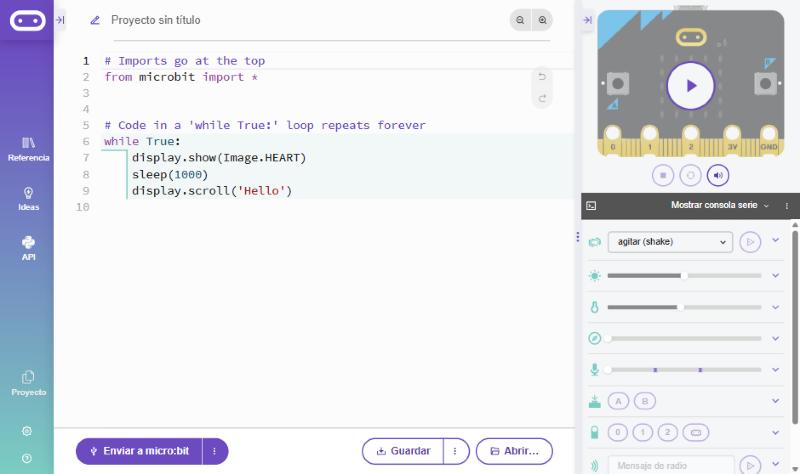 Proyecto sin título
1 # Imports go at the top
2 from microbit import *
3
4
5 # Code in a 'while True:' loop repeats forever
6 while True:
7 display.show(Image.HEART)
8 sleep(1000)
9 display.scroll('Hello')
10
Referencia
Ideas
API
Proyecto
Enviar a micro:bit
Guardar
Abrir...
0 1 2 3V GND
Mostrar consola serie
agitar (shake)
A B
0 1 2
Mensaje de radio